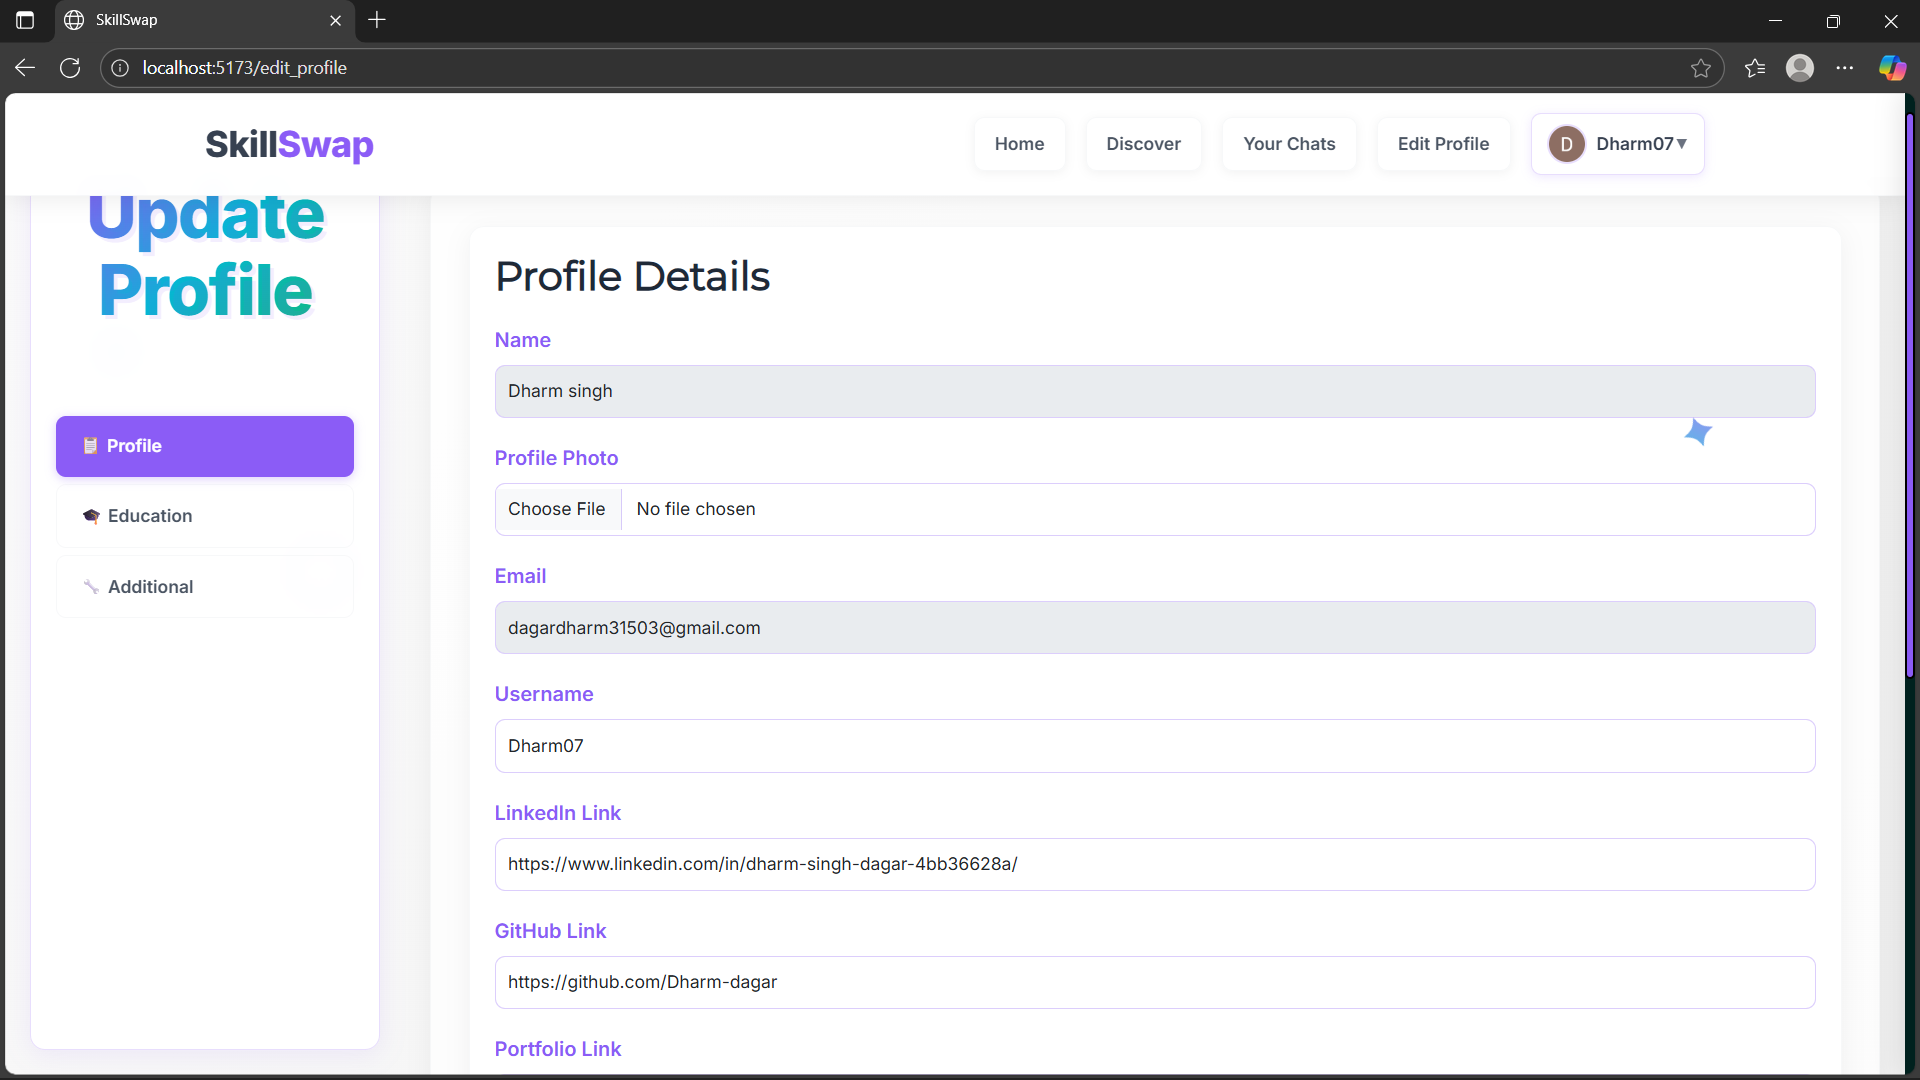 SkillSwap
localhost:5173/edit_profile
SkillSwap
Home
Discover
Your Chats
Edit Profile
D
Dharm07▼
Update
Profile
📋 Profile
🎓 Education
🔧 Additional
Profile Details
Name
Dharm singh
Profile Photo
Choose File No file chosen
Email
dagardharm31503@gmail.com
Username
Dharm07
LinkedIn Link
https://www.linkedin.com/in/dharm-singh-dagar-4bb36628a/
GitHub Link
https://github.com/Dharm-dagar
Portfolio Link